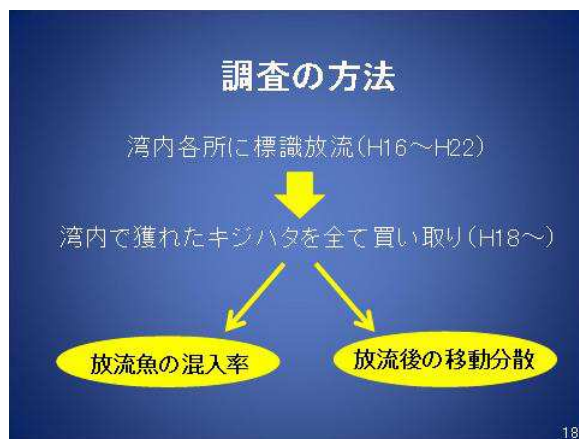 調査の方法
湾内各所に標識放流(H16～H22)
湾内で獲れたキジハタを全て買い取り(H18～)
放流魚の混入率
放流後の移動分散
18